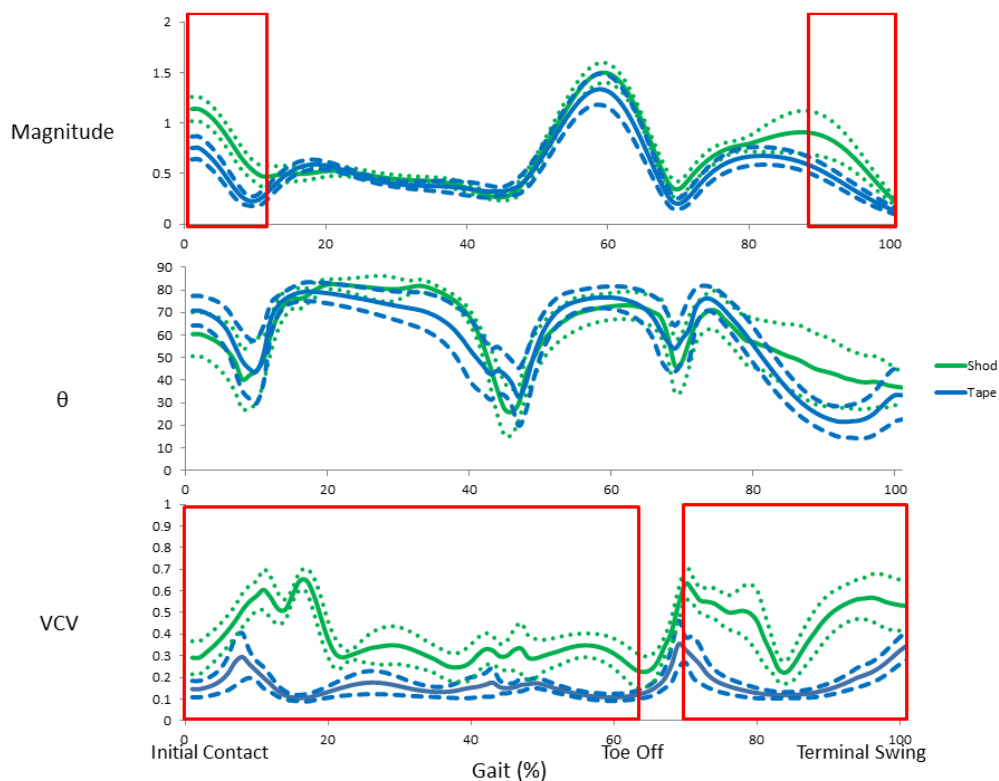 2
1.5
Magnitude
1
0.5
0
0 20 40 60 80 100
90
80
70
60
50
θ
40
30
20
10
0
0 20 40 60 80 100
Shod
Tape
1
0.9
0.8
0.7
0.6
VCV
0.5
0.4
0.3
0.2
0.1
0
0 20 40 60 80 100
Initial Contact Toe Off Terminal Swing
Gait (%)